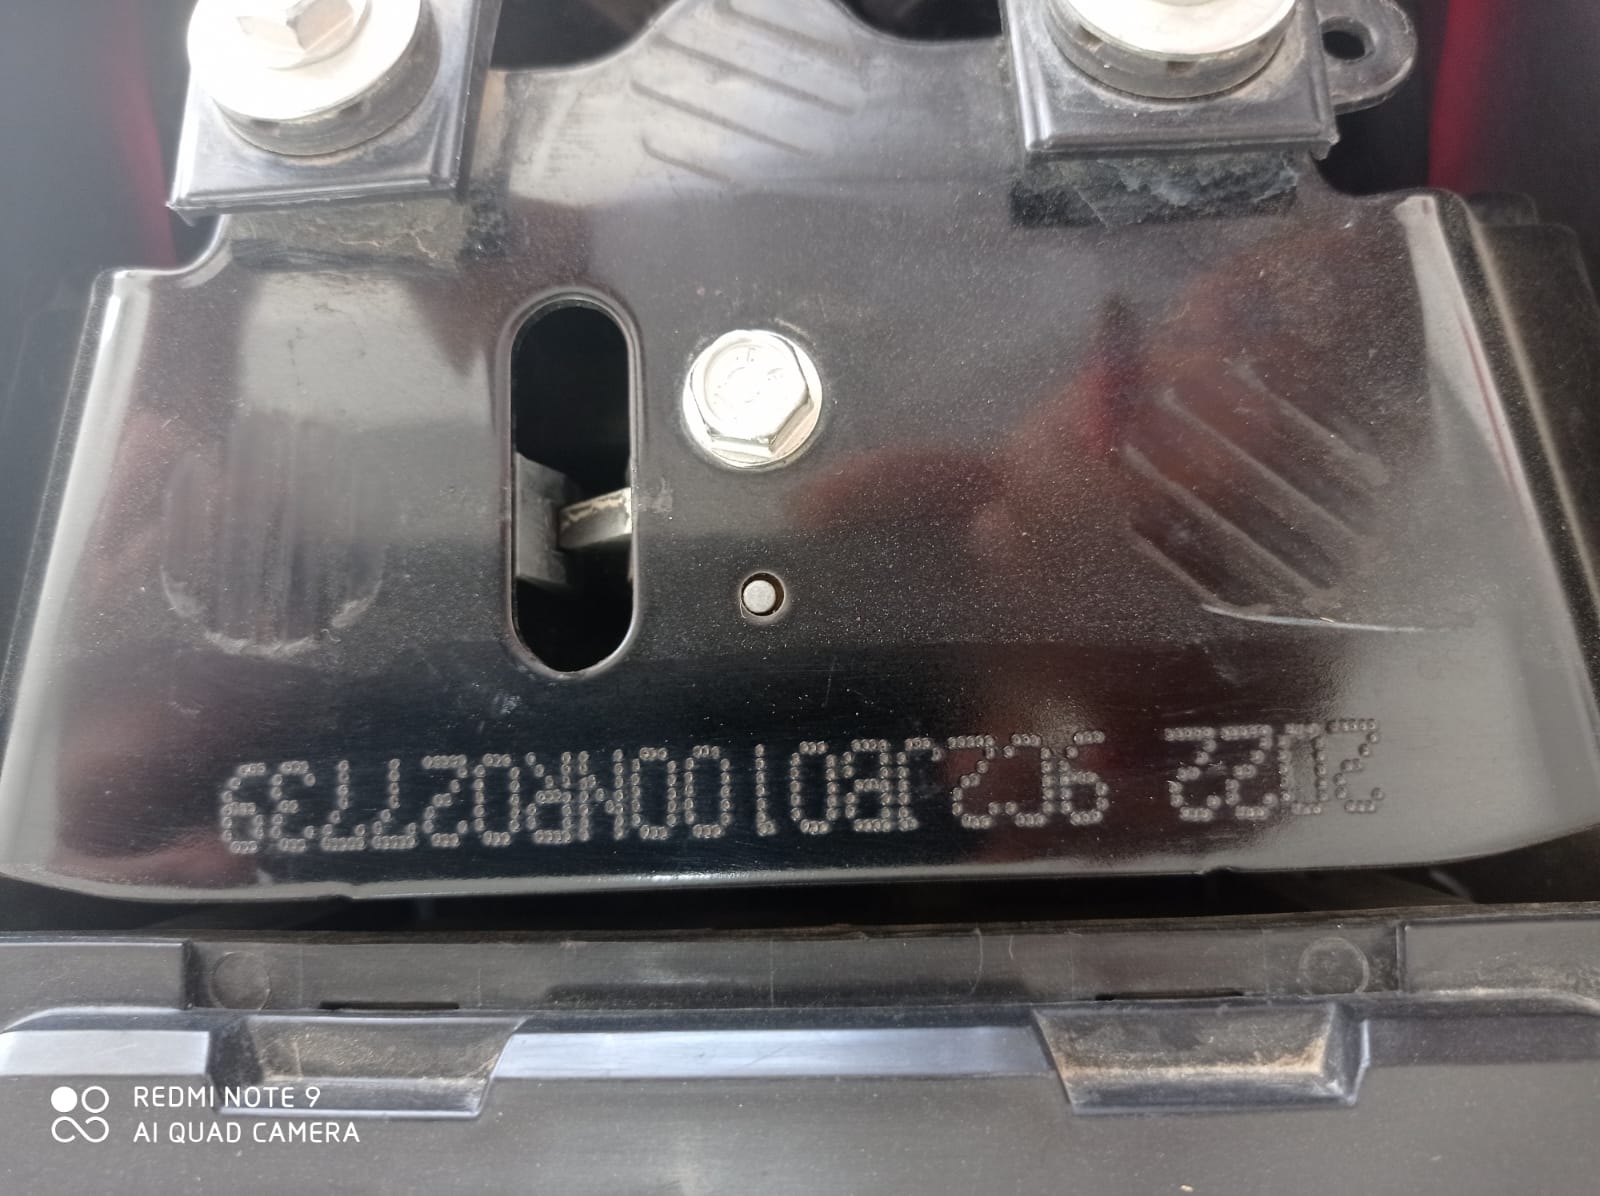 2022 9C2JB0100NR027739
REDMI NOTE 9
AI QUAD CAMERA